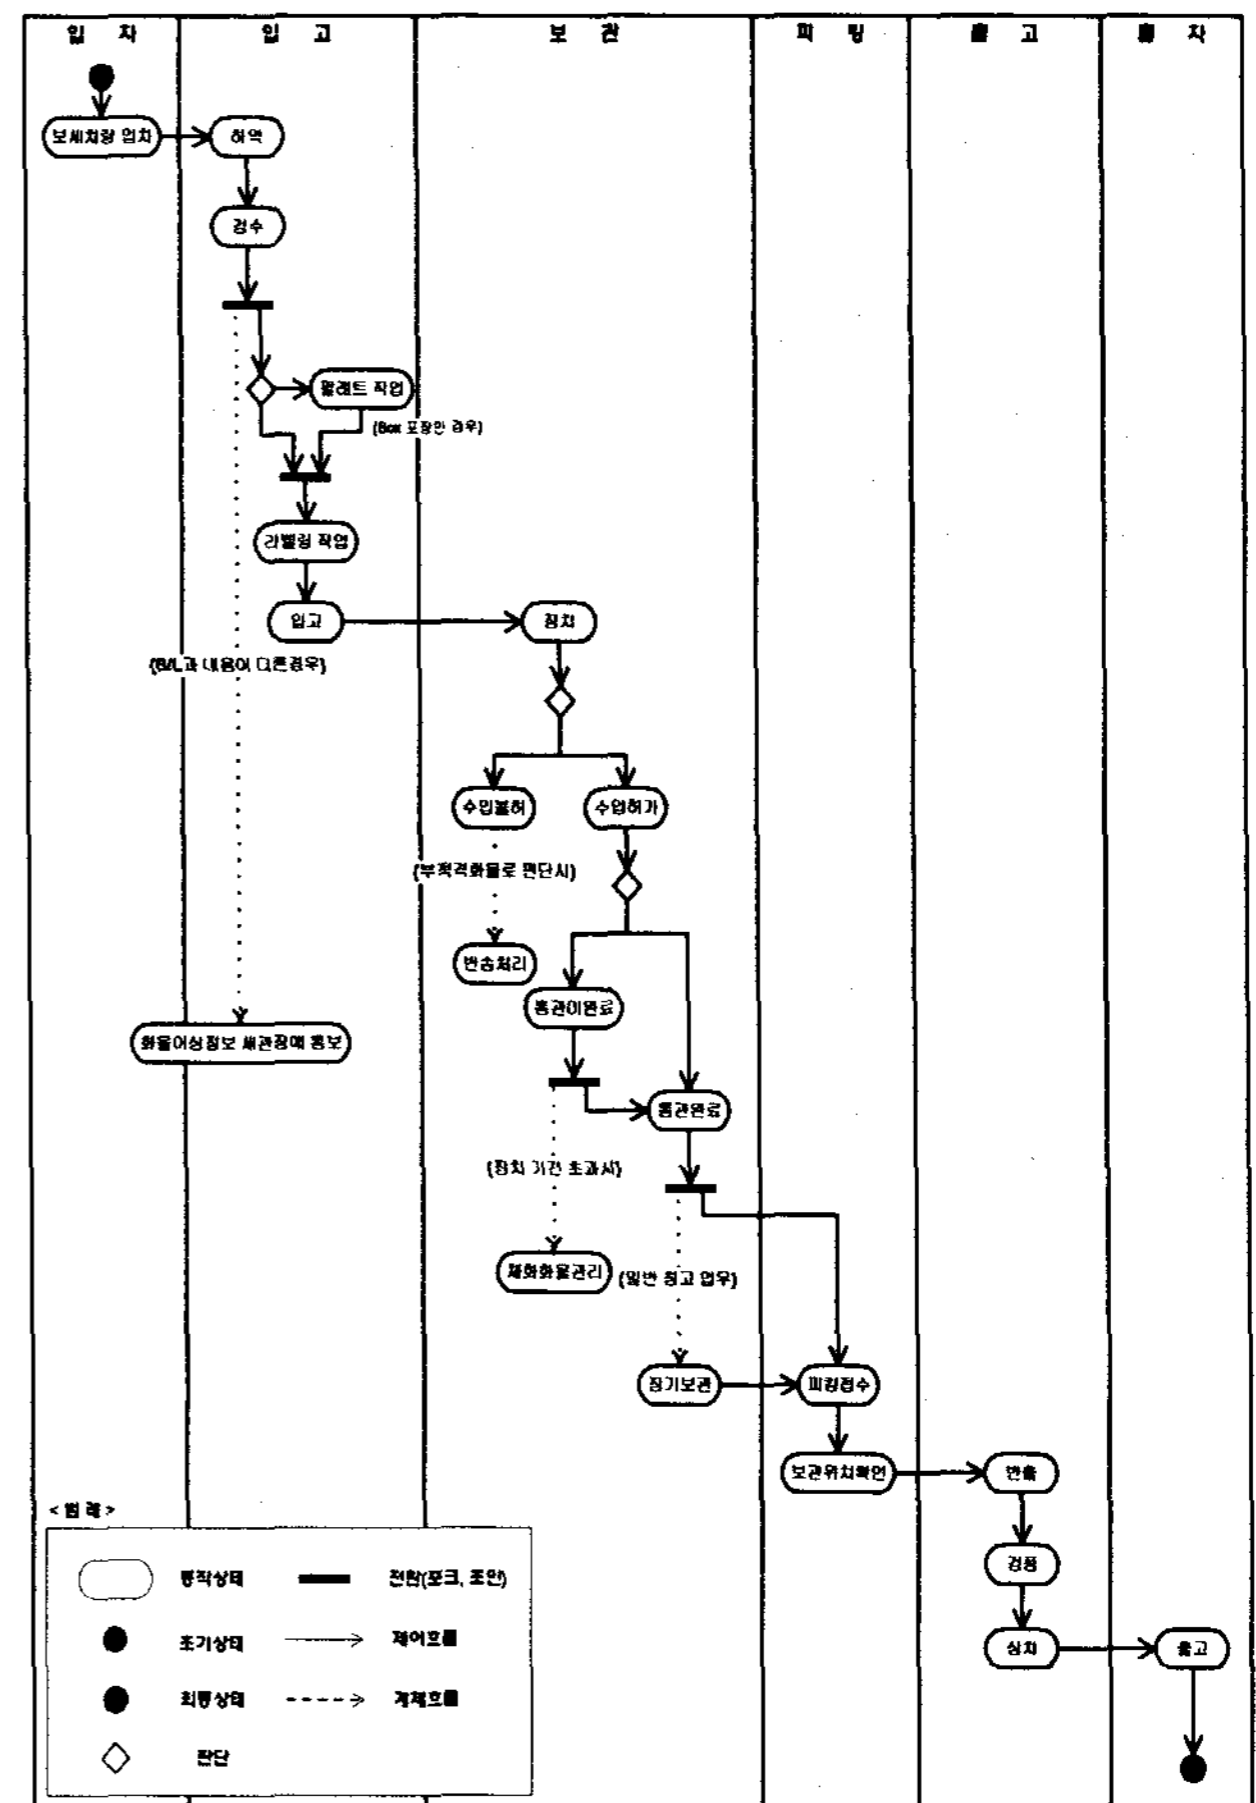 입 차
입 고
보 관
피 킹
출 고
출 차
보세차량 입차
하역
검수
팔레트 작업
(Box 포장만 경우)
라벨링 작업
입고
장치
(B/L과 내용이 다른경우)
수입불허
수입허가
(부적격화물로 판단시)
반송처리
통관미완료
화물이상정보 세관장에 통보
통관완료
(장치 기간 초과시)
체화화물관리
(일반 창고 업무)
장기보관
피킹접수
보관위치확인
반출
검품
상차
출고
<범 례>
동작상태
전환(포크, 조인)
초기상태
제어흐름
최종상태
객체흐름
판단